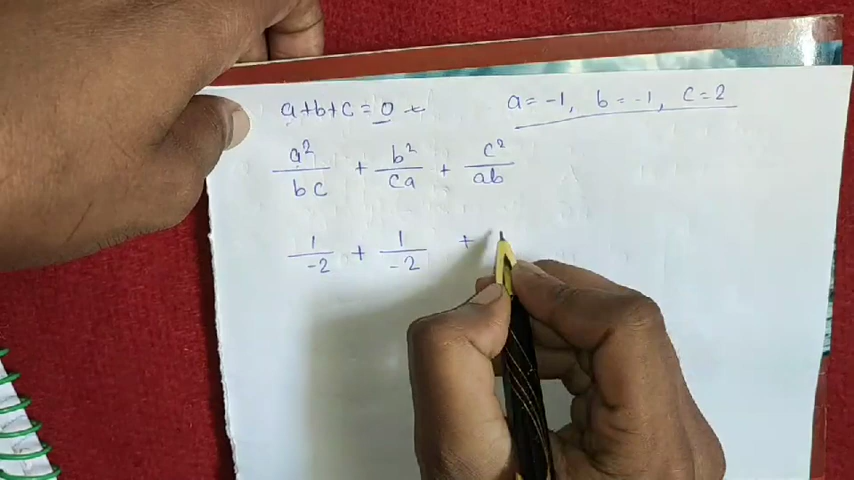 a+b+c=0 a=-1, b=-1, c=2
a²/bc + b²/ca + c²/ab
1/-2 + 1/-2 +